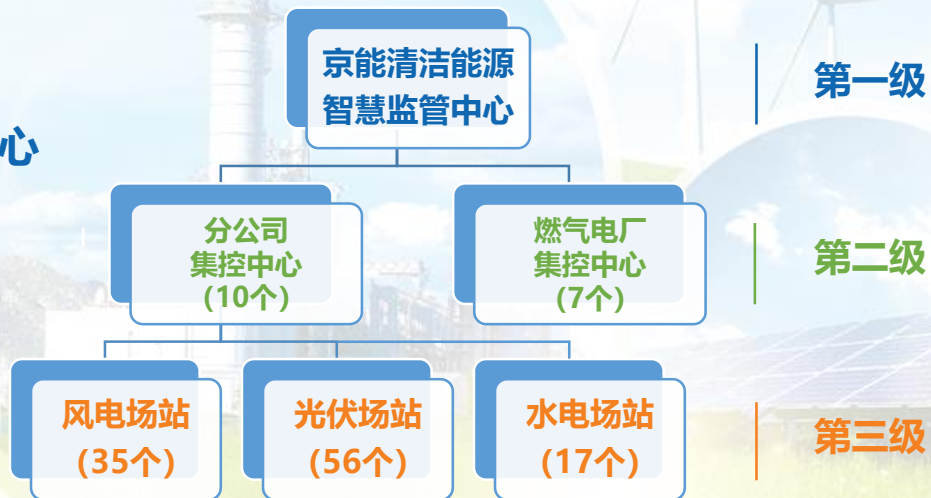 京能清洁能源
智慧监管中心
第一级
心
分公司
集控中心
(10个)
燃气电厂
集控中心
(7个)
第二级
风电场站
(35个)
光伏场站
(56个)
水电场站
(17个)
第三级